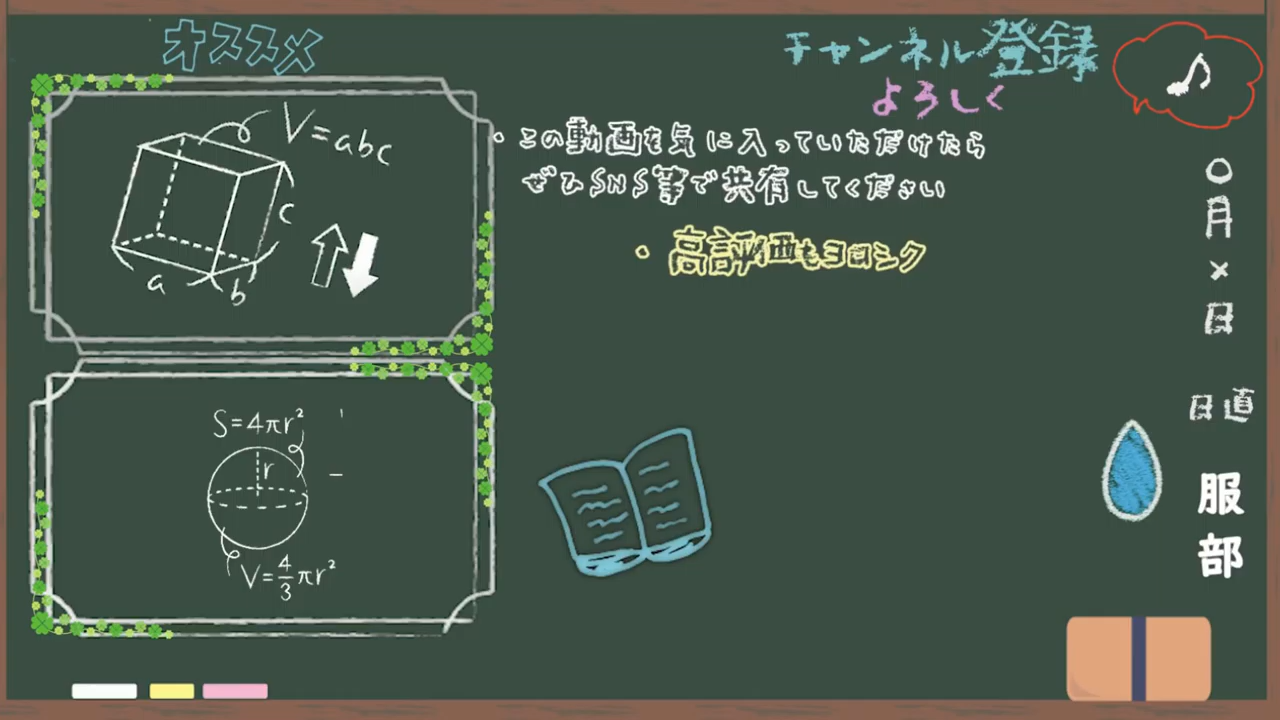 オススメ
チャンネル登録
よろしく
V=abc
c
a
b
・この動画を気に入っていただけたら
ぜひSNS等で共有してください
・高評価もヨロシク
S=4πr²
r
V=4/3πr²
〇月×日
日直
服部